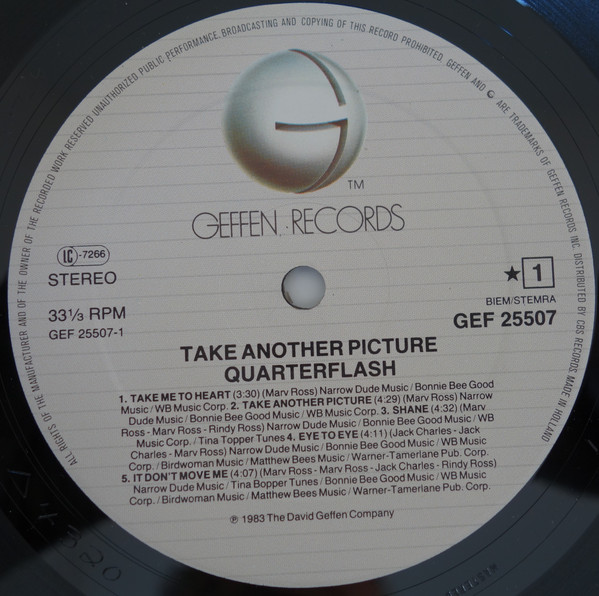 ALL RIGHTS OF THE MANUFACTURER AND OF THE OWNER OF THE RECORDED WORK RESERVED UNAUTHORIZED PUBLIC PERFORMANCE, BROADCASTING AND COPYING OF THIS RECORD PROHIBITED. GEFFEN AND G ARE TRADEMARKS OF GEFFEN RECORDS INC. DISTRIBUTED BY CBS RECORDS. MADE IN HOLLAND
TM
GEFFEN RECORDS
LC-7266
STEREO
33⅓ RPM
GEF 25507-1
★ 1
BIEM/STEMRA
GEF 25507
TAKE ANOTHER PICTURE
QUARTERFLASH
1. TAKE ME TO HEART (3:30) (Marv Ross) Narrow Dude Music / Bonnie Bee Good
Music / WB Music Corp. 2. TAKE ANOTHER PICTURE (4:29) (Marv Ross) Narrow
Dude Music / Bonnie Bee Good Music / WB Music Corp. 3. SHANE (4:32) (Marv
Ross - Marv Ross - Rindy Ross) Narrow Dude Music / Bonnie Bee Good Music / WB
Music Corp. / Tina Topper Tunes 4. EYE TO EYE (4:11) (Jack Charles - Jack
Charles - Marv Ross) Narrow Dude Music / Bonnie Bee Good Music / WB Music
Corp. / Birdwoman Music / Matthew Bees Music / Warner-Tamerlane Pub. Corp.
5. IT DON'T MOVE ME (4:07) (Marv Ross - Marv Ross - Jack Charles - Rindy Ross)
Narrow Dude Music / Tina Bopper Tunes / Bonnie Bee Good Music / WB Music
Corp. / Birdwoman Music / Matthew Bees Music / Warner-Tamerlane Pub. Corp.
℗ 1983 The David Geffen Company